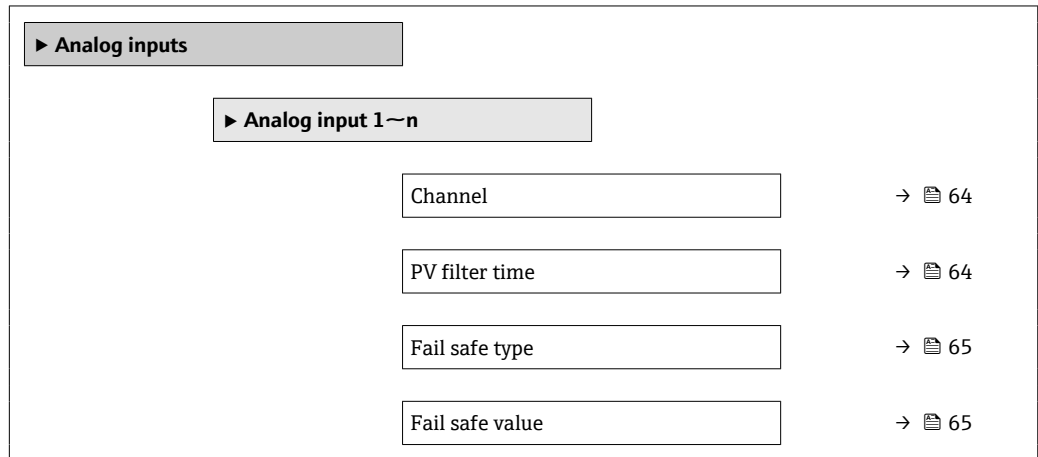 ▶ Analog inputs
▶ Analog input 1~n
Channel → 64
PV filter time → 64
Fail safe type → 65
Fail safe value → 65